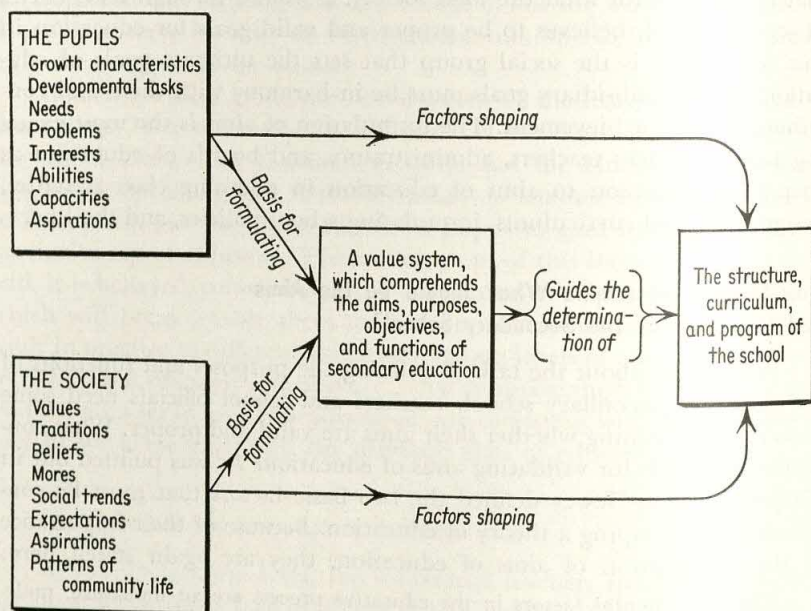 THE PUPILS
Growth characteristics
Developmental tasks
Needs
Problems
Interests
Abilities
Capacities
Aspirations
Factors shaping
Basis for
formulating
A value system,
which comprehends
the aims, purposes,
objectives,
and functions of
secondary education
Guides the
determina-
tion of
The structure,
curriculum,
and program of
the school
THE SOCIETY
Values
Traditions
Beliefs
Mores
Social trends
Expectations
Aspirations
Patterns of
community life
Basis for
formulating
Factors shaping